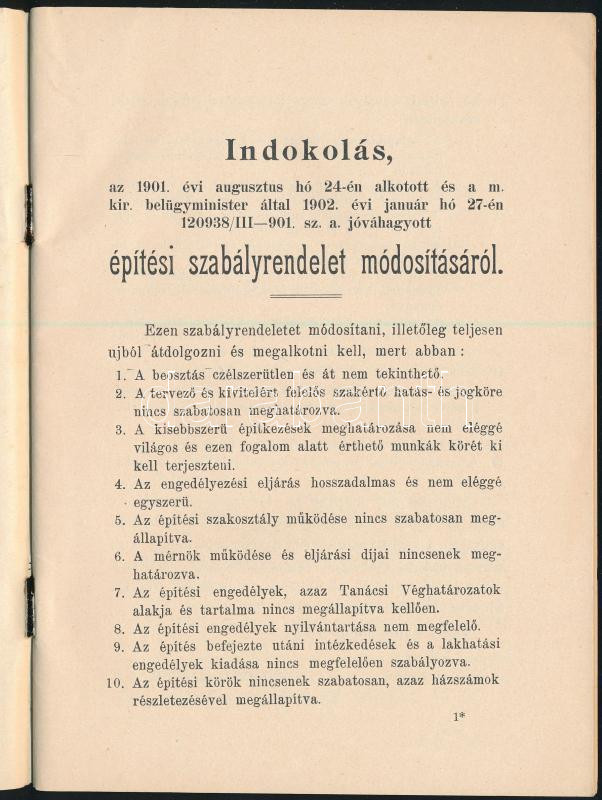 Indokolás,
az 1901. évi augusztus hó 24-én alkotott és a m.
kir. belügyminister által 1902. évi január hó 27-én
120938/III—901. sz. a. jóváhagyott
építési szabályrendelet módosításáról.
Ezen szabályrendeletet módosítani, illetőleg teljesen
ujból átdolgozni és megalkotni kell, mert abban :
1. A beosztás czélszerütlen és át nem tekinthető.
2. A tervező és kivitelért felelős szakértő hatás- és jogköre
nincs szabatosan meghatározva.
3. A kisebbszerü építkezések meghatározása nem eléggé
világos és ezen fogalom alatt érthető munkák körét ki
kell terjeszteni.
4. Az engedélyezési eljárás hosszadalmas és nem eléggé
egyszerü.
5. Az építési szakosztály működése nincs szabatosan meg-
állapítva.
6. A mérnök működése és eljárási díjai nincsenek meg-
határozva.
7. Az építési engedélyek, azaz Tanácsi Véghatározatok
alakja és tartalma nincs megállapítva kellően.
8. Az építési engedélyek nyilvántartása nem megfelelő.
9. Az építés befejezte utáni intézkedések és a lakhatási
engedélyek kiadása nincs megfelelően szabályozva.
10. Az építési körök nincsenek szabatosan, azaz házszámok
részletezésével megállapítva.
1*